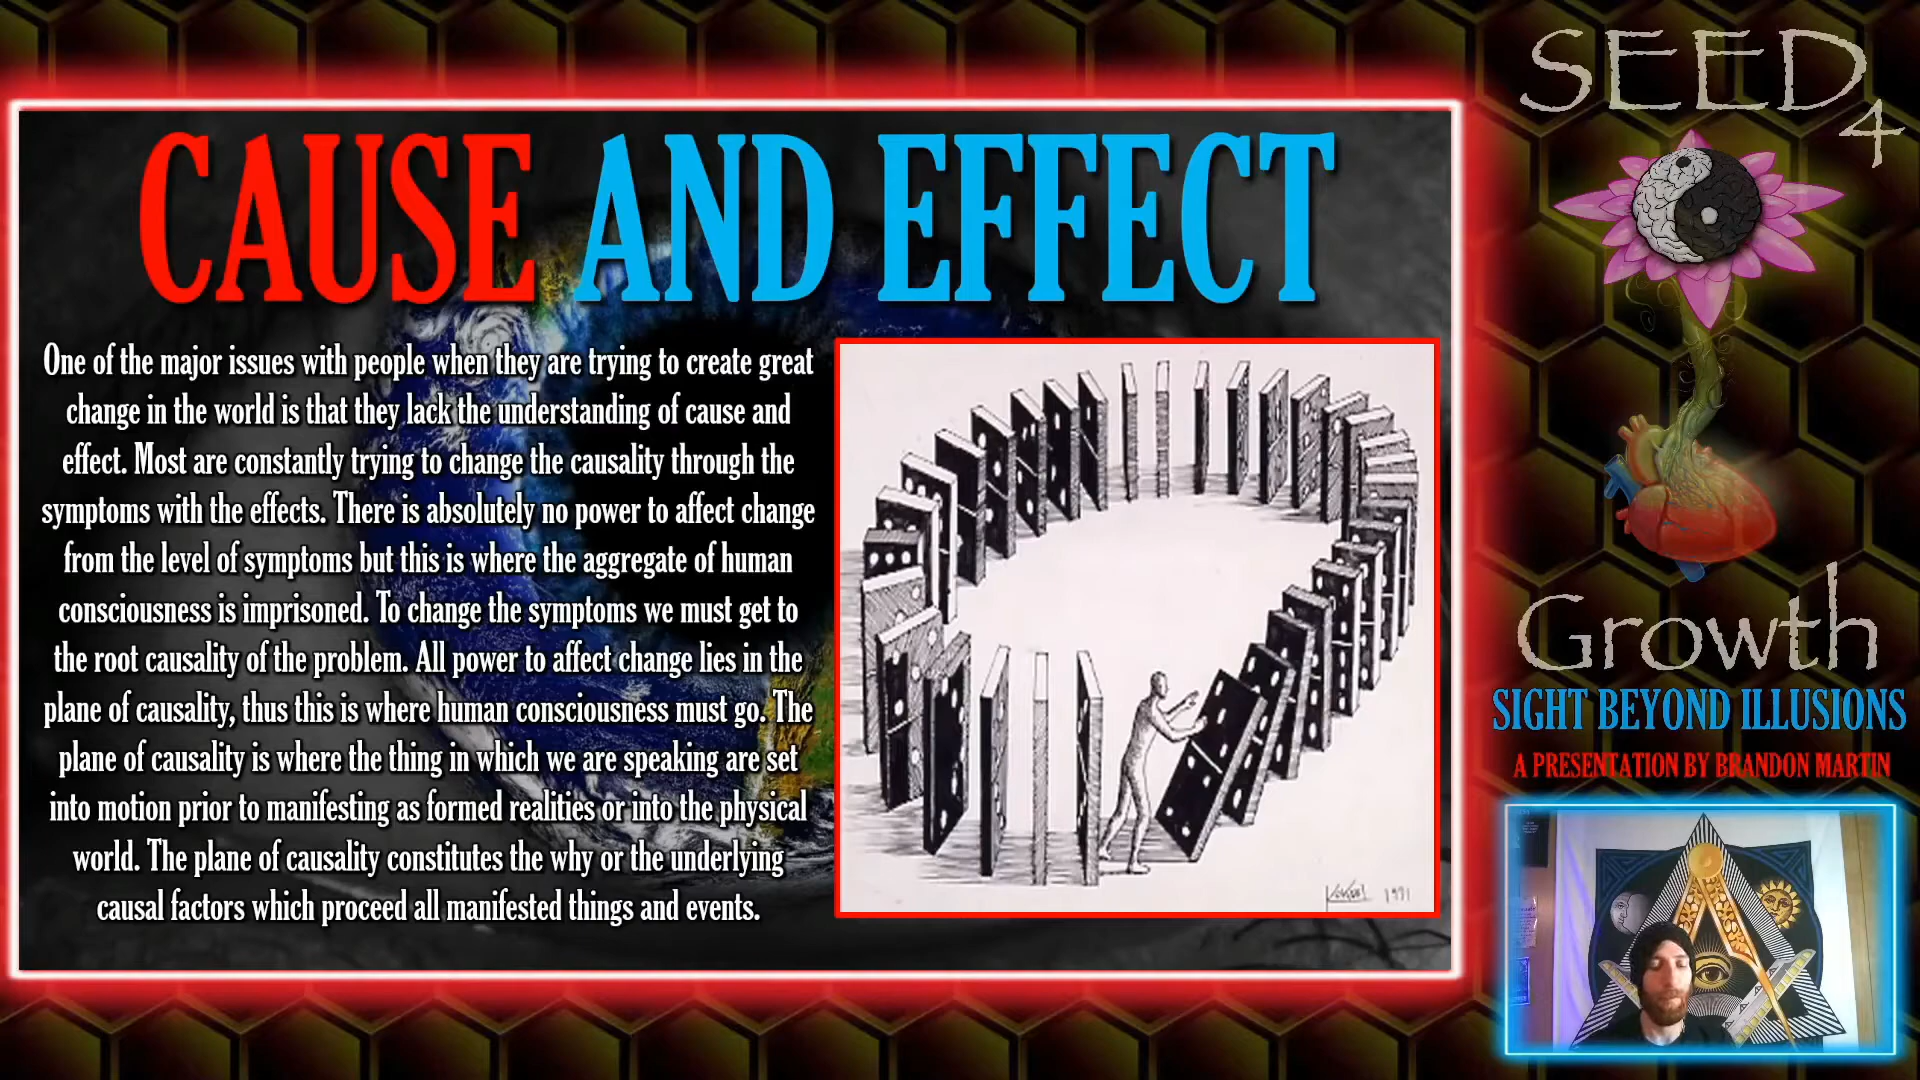 CAUSE AND EFFECT
One of the major issues with people when they are trying to create great
change in the world is that they lack the understanding of cause and
effect. Most are constantly trying to change the causality through the
symptoms with the effects. There is absolutely no power to affect change
from the level of symptoms but this is where the aggregate of human
consciousness is imprisoned. To change the symptoms we must get to
the root causality of the problem. All power to affect change lies in the
plane of causality, thus this is where human consciousness must go. The
plane of causality is where the thing in which we are speaking are set
into motion prior to manifesting as formed realities or into the physical
world. The plane of causality constitutes the why or the underlying
causal factors which proceed all manifested things and events.
1991
SEED
4
Growth
SIGHT BEYOND ILLUSIONS
A PRESENTATION BY BRANDON MARTIN